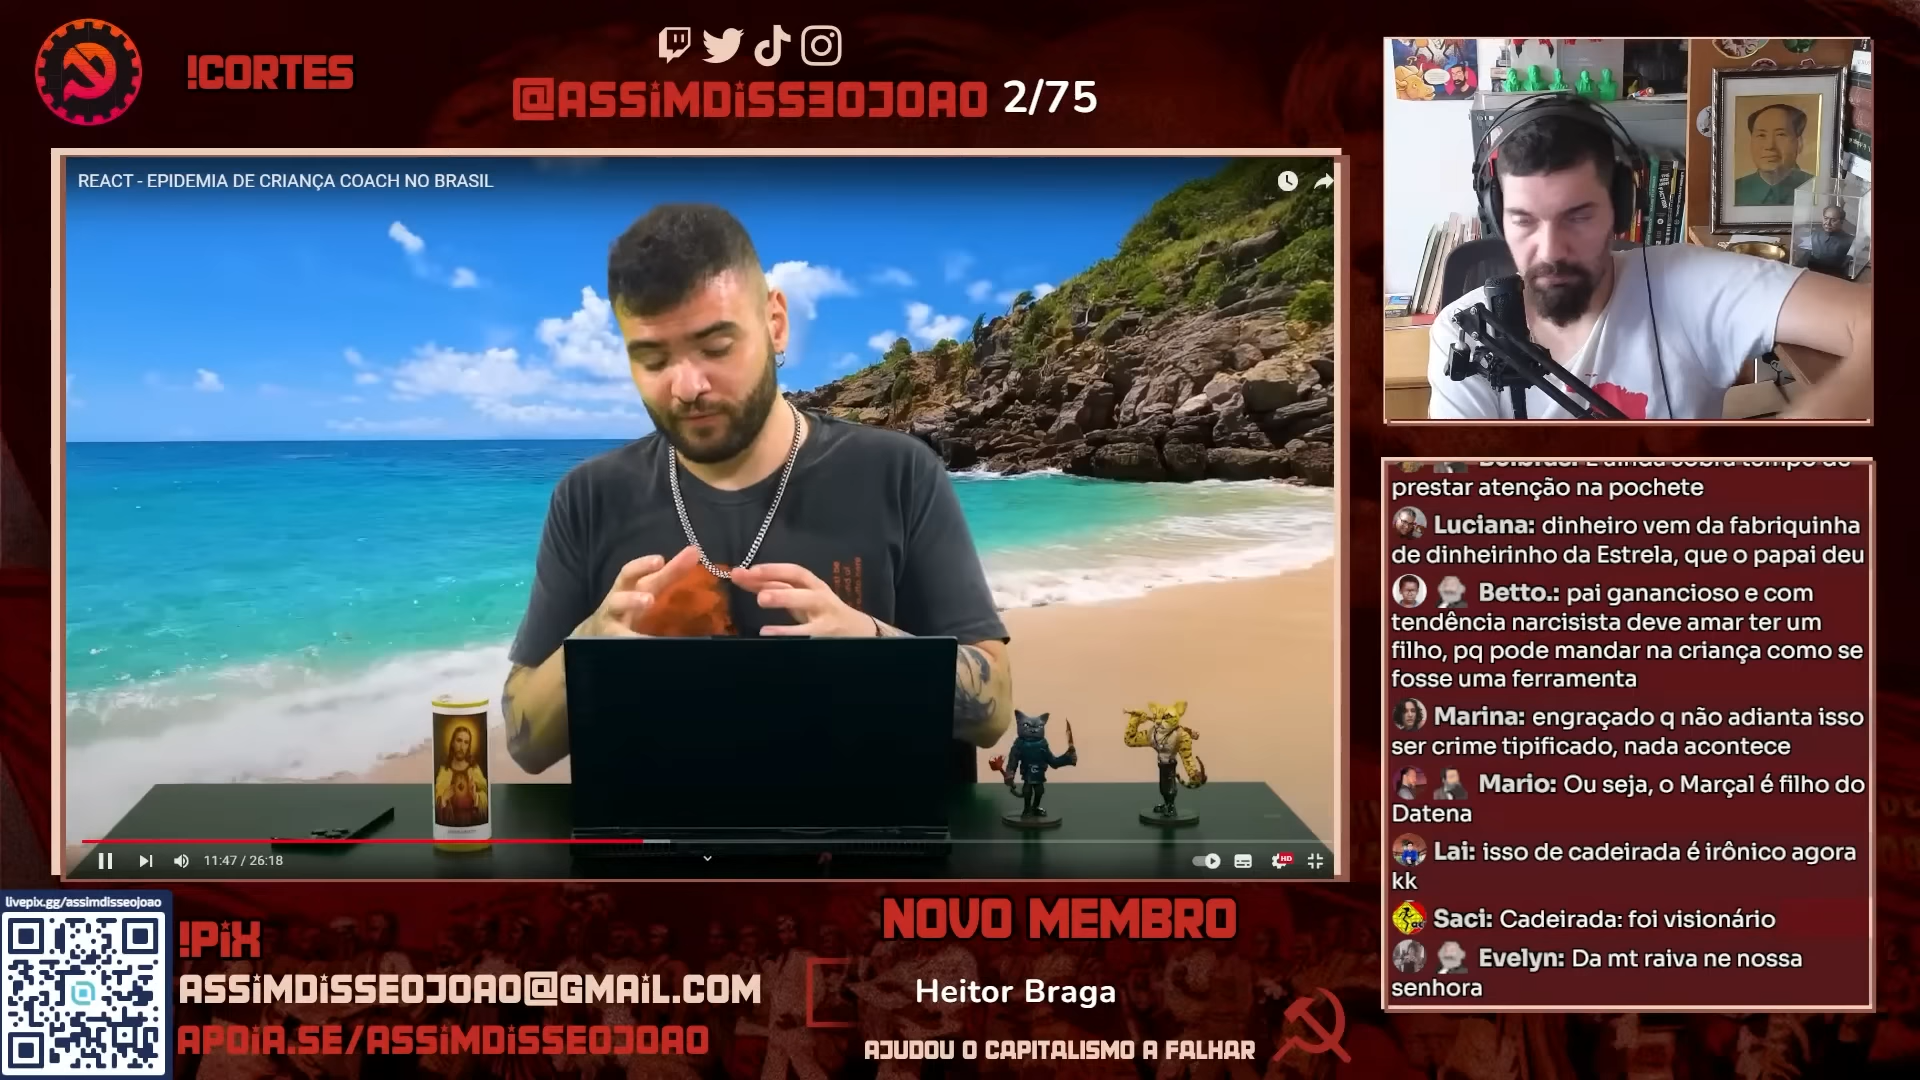 !CORTES
@ASSIMDISSEOJOAO 2/75
REACT - EPIDEMIA DE CRIANÇA COACH NO BRASIL
11:47 / 26:18
HD
prestar atenção na pochete
Luciana: dinheiro vem da fabriquinha
de dinheirinho da Estrela, que o papai deu
Betto.: pai ganancioso e com
tendência narcisista deve amar ter um
filho, pq pode mandar na criança como se
fosse uma ferramenta
Marina: engraçado q não adianta isso
ser crime tipificado, nada acontece
Mario: Ou seja, o Marçal é filho do
Datena
Lai: isso de cadeirada é irônico agora
kk
Saci: Cadeirada: foi visionário
Evelyn: Da mt raiva ne nossa
senhora
livepix.gg/assimdisseojoao
!PIX
ASSIMDISSEOJOAO@GMAIL.COM
APOIA.SE/ASSIMDISSEOJOAO
NOVO MEMBRO
Heitor Braga
AJUDOU O CAPITALISMO A FALHAR